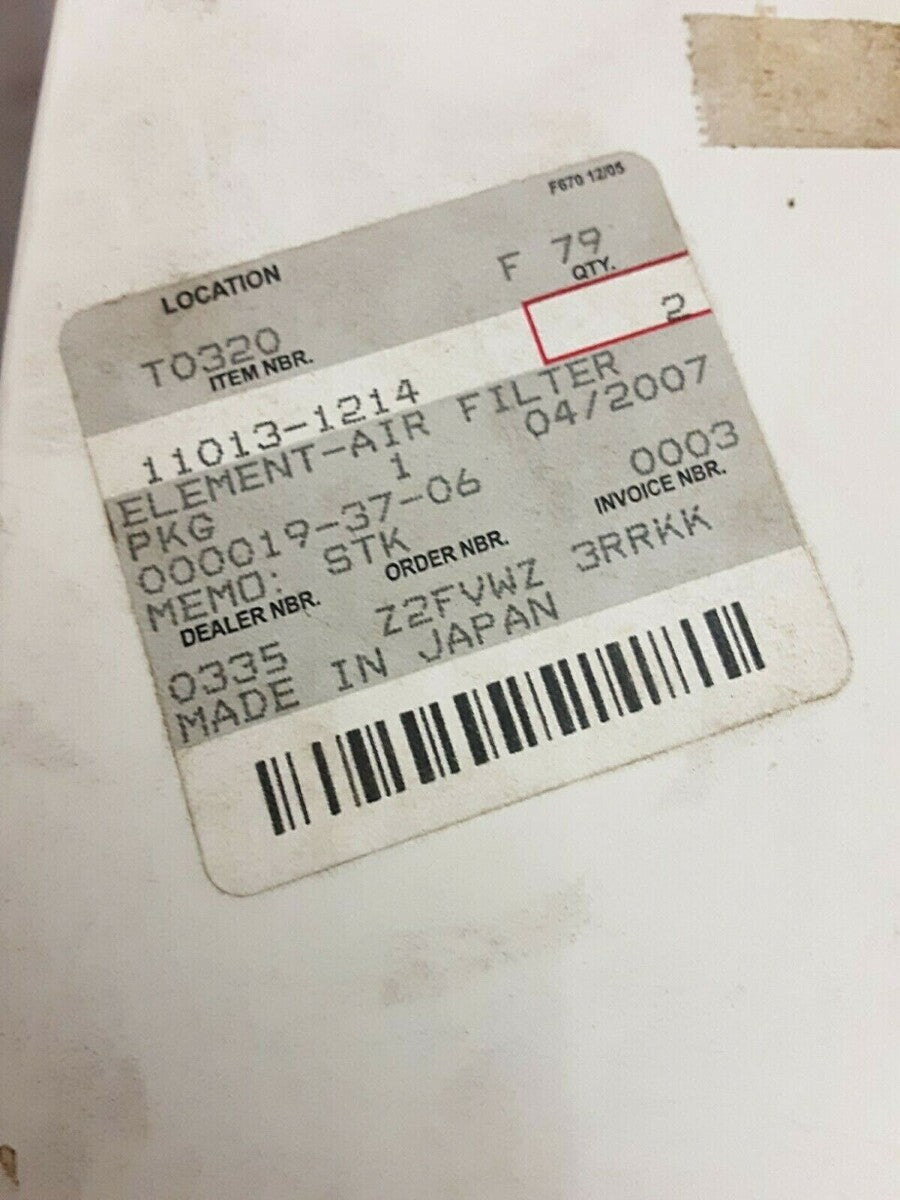 F670 12/05
LOCATION
F 79
T0320
QTY.
ITEM NBR.
2
11013-1214
ELEMENT-AIR FILTER
PKG 1 04/2007
000019-37-06 0003
MEMO: STK
INVOICE NBR.
DEALER NBR. ORDER NBR.
0335 Z2FVWZ 3RRKK
MADE IN JAPAN